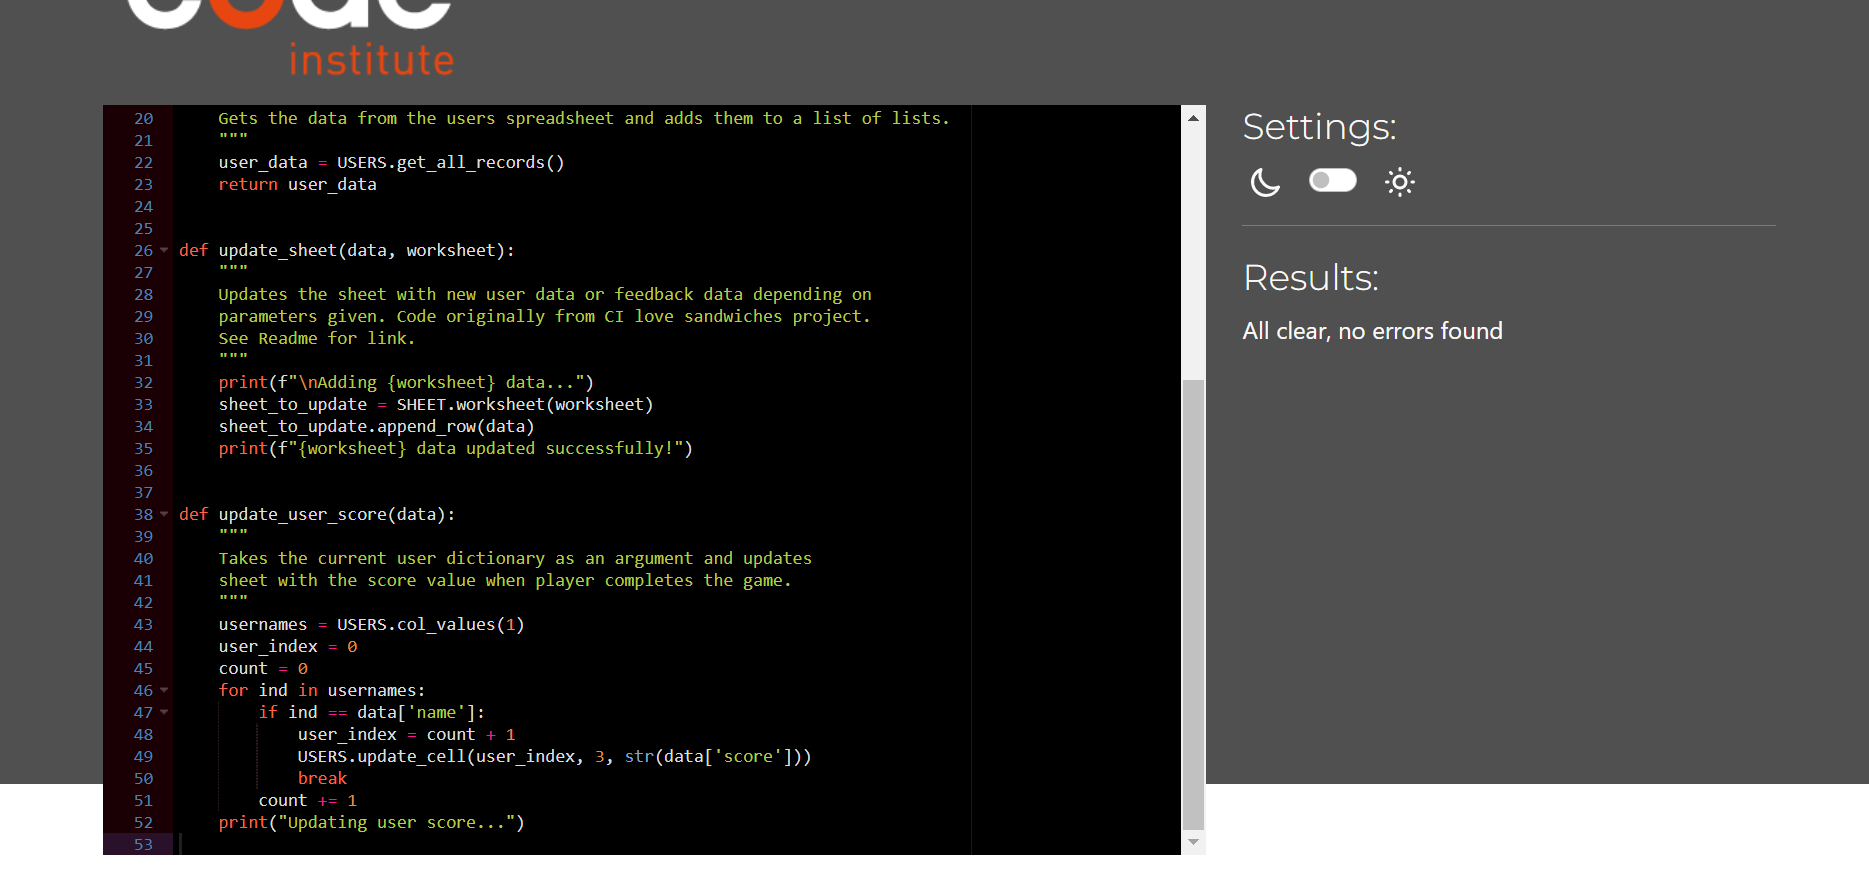 code
institute
20     Gets the data from the users spreadsheet and adds them to a list of lists.
21     """
22     user_data = USERS.get_all_records()
23     return user_data
24
25
26 def update_sheet(data, worksheet):
27     """
28     Updates the sheet with new user data or feedback data depending on
29     parameters given. Code originally from CI love sandwiches project.
30     See Readme for link.
31     """
32     print(f"\nAdding {worksheet} data...")
33     sheet_to_update = SHEET.worksheet(worksheet)
34     sheet_to_update.append_row(data)
35     print(f"{worksheet} data updated successfully!")
36
37
38 def update_user_score(data):
39     """
40     Takes the current user dictionary as an argument and updates
41     sheet with the score value when player completes the game.
42     """
43     usernames = USERS.col_values(1)
44     user_index = 0
45     count = 0
46     for ind in usernames:
47         if ind == data['name']:
48             user_index = count + 1
49             USERS.update_cell(user_index, 3, str(data['score']))
50             break
51         count += 1
52     print("Updating user score...")
53
Settings:
Results:
All clear, no errors found